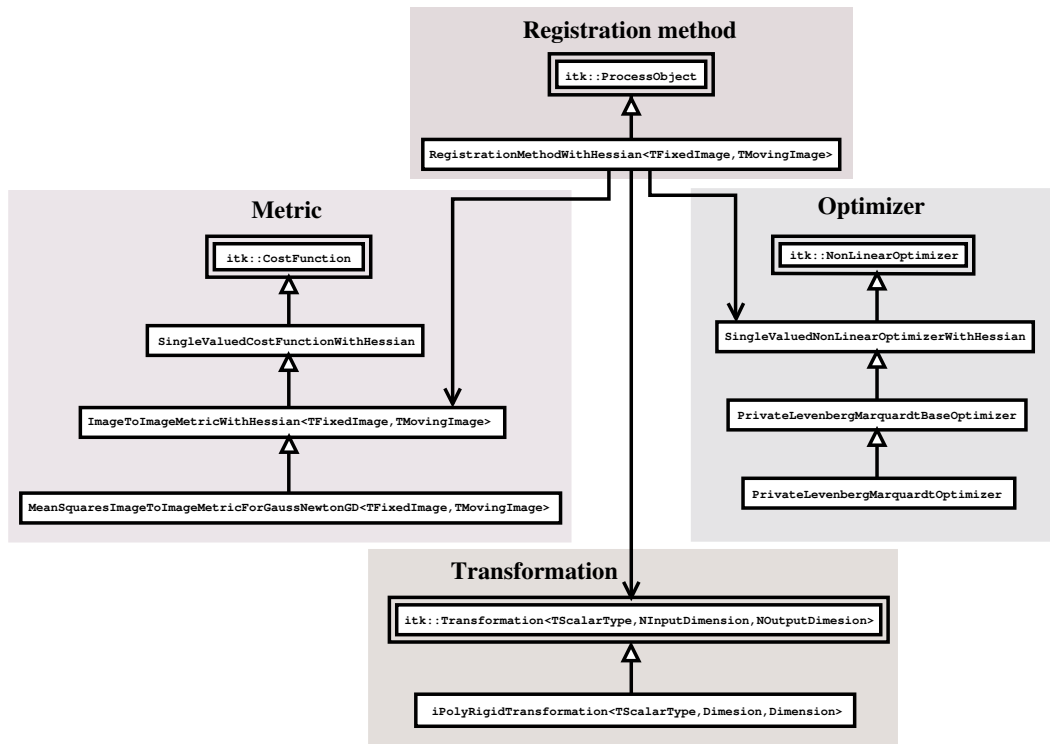 Registration method
itk::ProcessObject
RegistrationMethodWithHessian<TFixedImage,TMovingImage>
Metric
itk::CostFunction
SingleValuedCostFunctionWithHessian
ImageToImageMetricWithHessian<TFixedImage,TMovingImage>
MeanSquaresImageToImageMetricForGaussNewtonGD<TFixedImage,TMovingImage>
Optimizer
itk::NonLinearOptimizer
SingleValuedNonLinearOptimizerWithHessian
PrivateLevenbergMarquardtBaseOptimizer
PrivateLevenbergMarquardtOptimizer
Transformation
itk::Transformation<TScalarType,NInputDimension,NOutputDimesion>
iPolyRigidTransformation<TScalarType,Dimesion,Dimension>